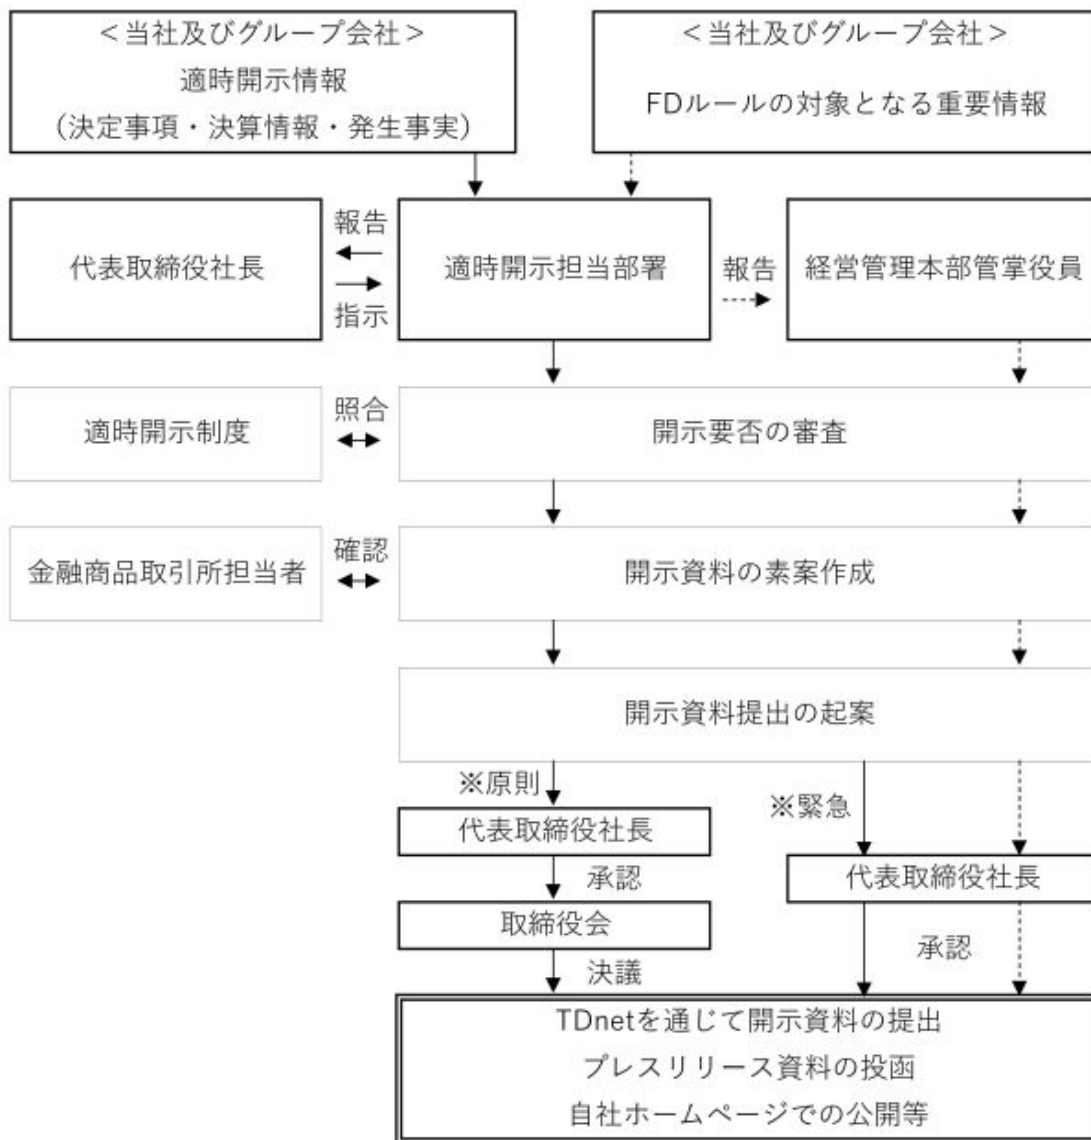 ＜当社及びグループ会社＞
適時開示情報
（決定事項・決算情報・発生事実）
＜当社及びグループ会社＞
FDルールの対象となる重要情報
代表取締役社長
報告
指示
適時開示担当部署
報告
経営管理本部管掌役員
適時開示制度
照合
開示要否の審査
金融商品取引所担当者
確認
開示資料の素案作成
開示資料提出の起案
※原則
※緊急
代表取締役社長
承認
取締役会
決議
代表取締役社長
承認
TDnetを通じて開示資料の提出
プレスリリース資料の投函
自社ホームページでの公開等